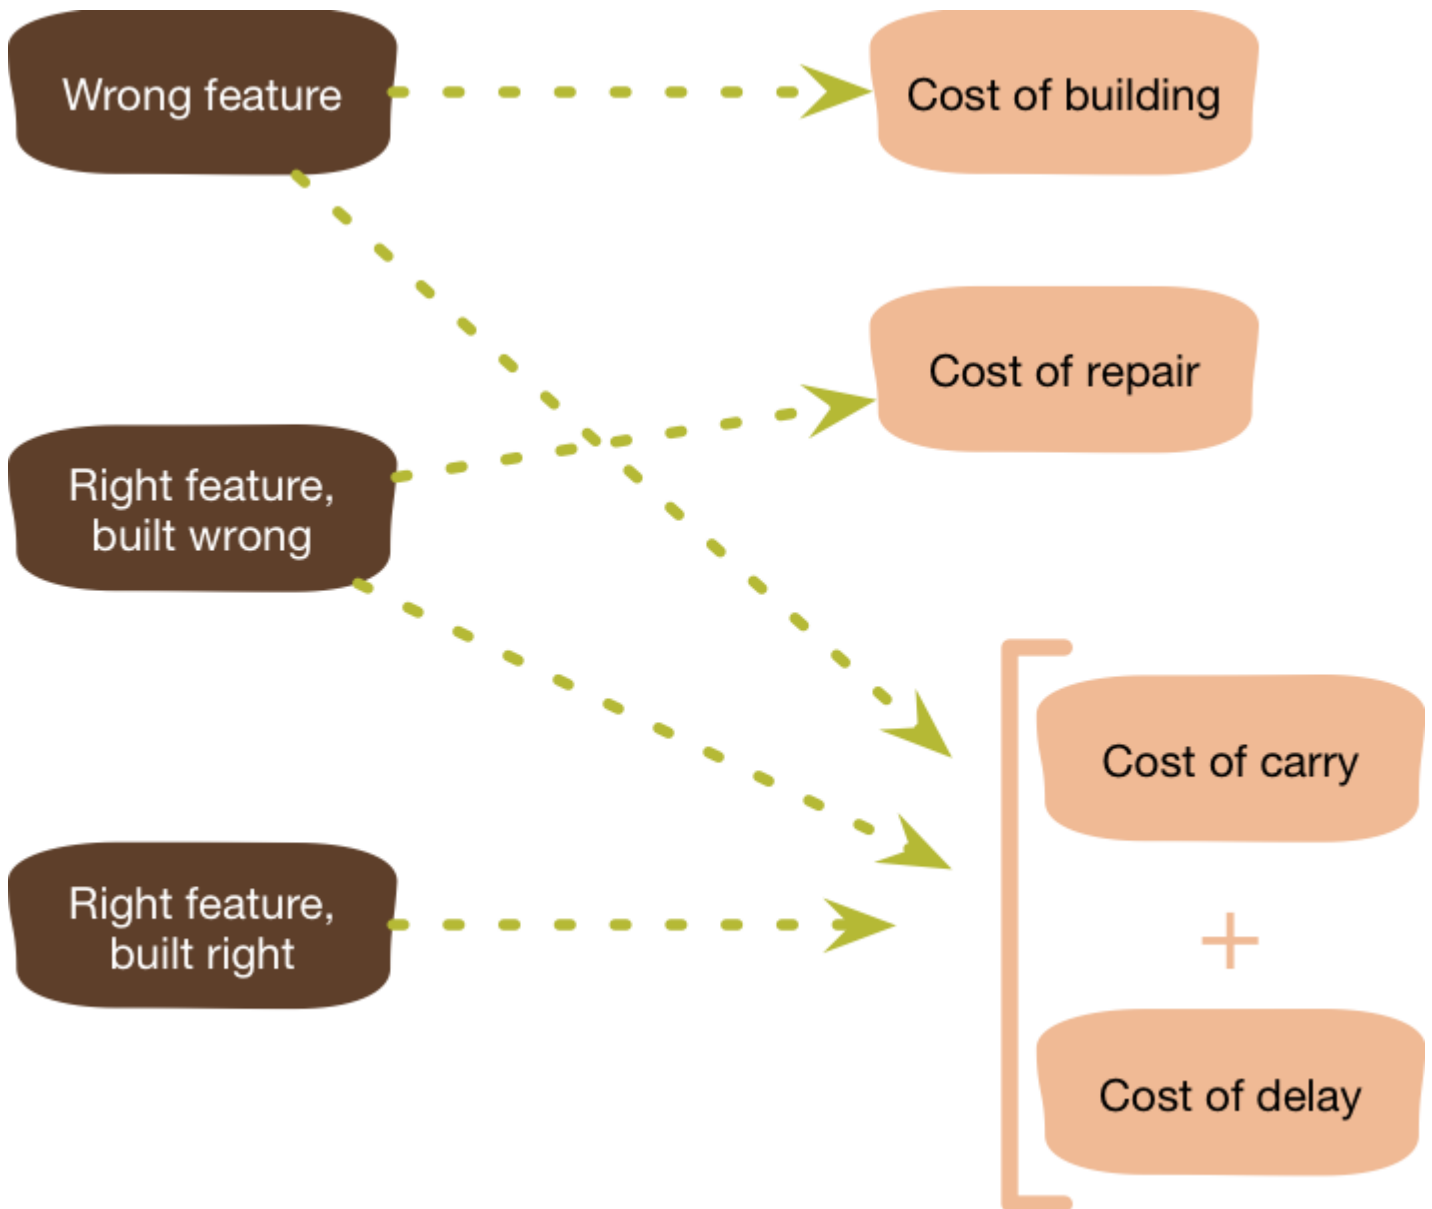 Wrong feature
Cost of building
Cost of repair
Right feature,
built wrong
Cost of carry
Right feature,
built right
+
Cost of delay